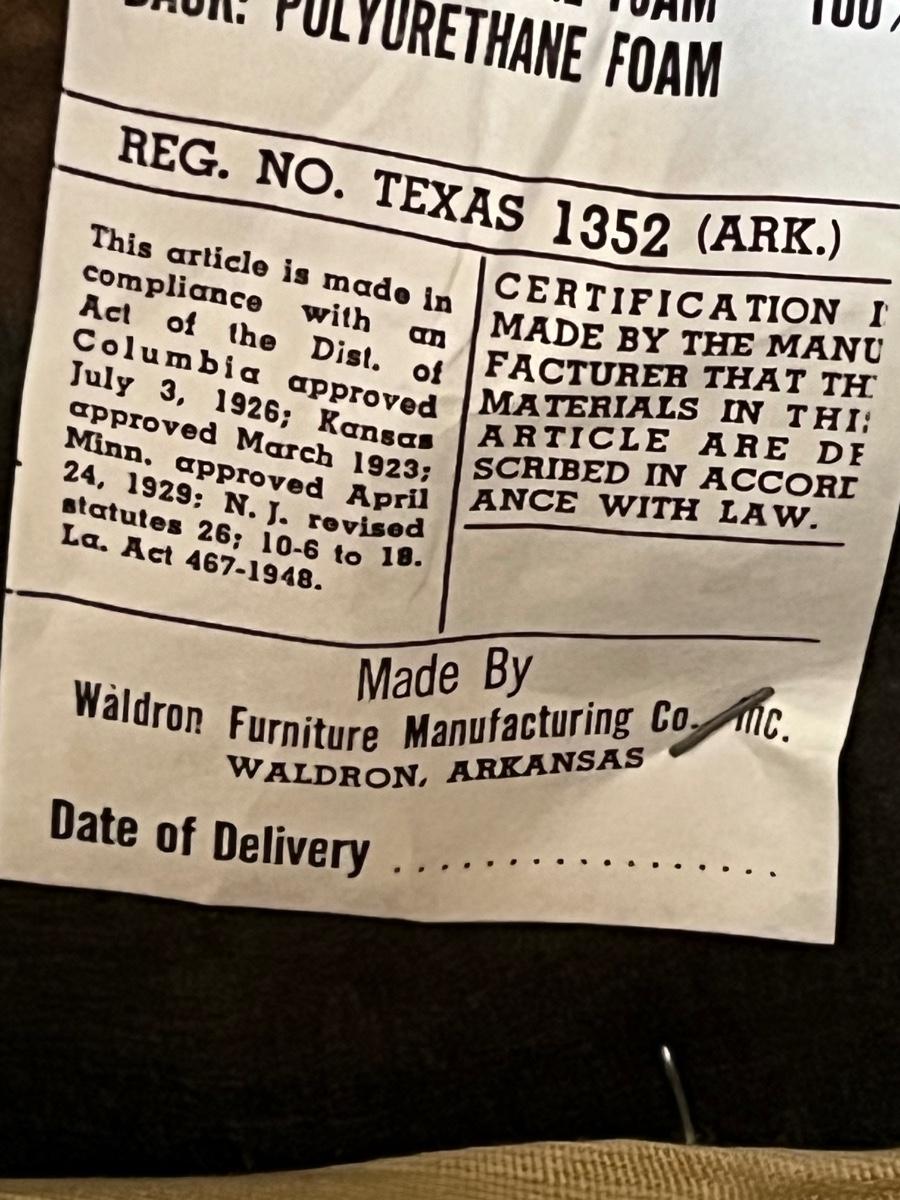 FOAM 100%
BACK: POLYURETHANE FOAM
REG. NO. TEXAS 1352 (ARK.)
This article is made in
compliance with an
Act of the Dist. of
Columbia approved
July 3, 1926; Kansas
approved March 1923;
Minn. approved April
24, 1929; N. J. revised
statutes 26; 10-6 to 18.
La. Act 467-1948.
CERTIFICATION I
MADE BY THE MANU
FACTURER THAT TH
MATERIALS IN THIS
ARTICLE ARE DE
SCRIBED IN ACCORD
ANCE WITH LAW.
Made By
Waldron Furniture Manufacturing Co. Inc.
WALDRON, ARKANSAS
Date of Delivery .................